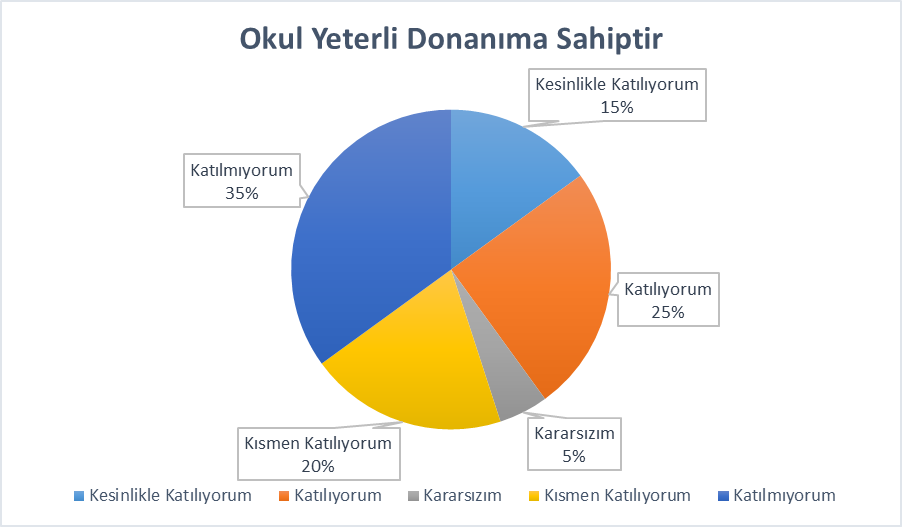 Okul Yeterli Donanıma Sahiptir
Kesinlikle Katılıyorum
15%
Katılmıyorum
35%
Katılıyorum
25%
Kararsızım
5%
Kısmen Katılıyorum
20%
Kesinlikle Katılıyorum Katılıyorum Kararsızım Kısmen Katılıyorum Katılmıyorum